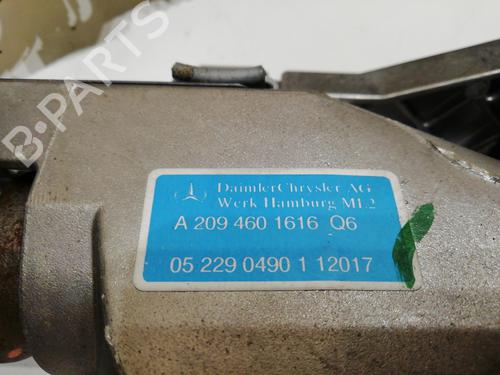 B-PARTS
DaimlerChrysler AG
Werk Hamburg ML2
A 209 460 1616 Q6
05 229 0490 1 12017